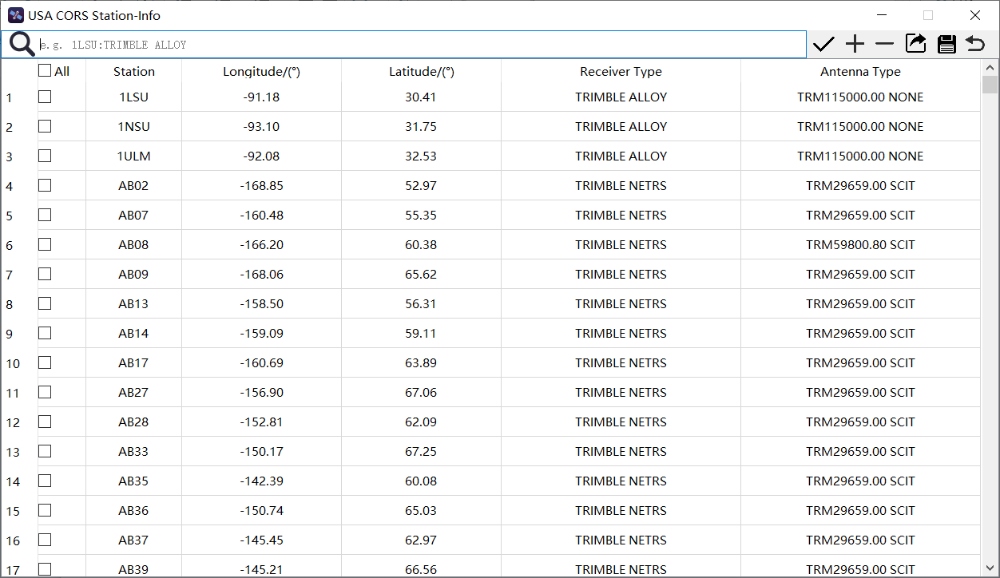 USA CORS Station-Info
e.g. 1LSU:TRIMBLE ALLOY
All Station Longitude/(°) Latitude/(°) Receiver Type Antenna Type
1 1LSU -91.18 30.41 TRIMBLE ALLOY TRM115000.00 NONE
2 1NSU -93.10 31.75 TRIMBLE ALLOY TRM115000.00 NONE
3 1ULM -92.08 32.53 TRIMBLE ALLOY TRM115000.00 NONE
4 AB02 -168.85 52.97 TRIMBLE NETRS TRM29659.00 SCIT
5 AB07 -160.48 55.35 TRIMBLE NETRS TRM29659.00 SCIT
6 AB08 -166.20 60.38 TRIMBLE NETRS TRM59800.80 SCIT
7 AB09 -168.06 65.62 TRIMBLE NETRS TRM29659.00 SCIT
8 AB13 -158.50 56.31 TRIMBLE NETRS TRM29659.00 SCIT
9 AB14 -159.09 59.11 TRIMBLE NETRS TRM29659.00 SCIT
10 AB17 -160.69 63.89 TRIMBLE NETRS TRM29659.00 SCIT
11 AB27 -156.90 67.06 TRIMBLE NETRS TRM29659.00 SCIT
12 AB28 -152.81 62.09 TRIMBLE NETRS TRM29659.00 SCIT
13 AB33 -150.17 67.25 TRIMBLE NETRS TRM29659.00 SCIT
14 AB35 -142.39 60.08 TRIMBLE NETRS TRM29659.00 SCIT
15 AB36 -150.74 65.03 TRIMBLE NETRS TRM29659.00 SCIT
16 AB37 -145.45 62.97 TRIMBLE NETRS TRM29659.00 SCIT
17 AB39 -145.21 66.56 TRIMBLE NETRS TRM29659.00 SCIT